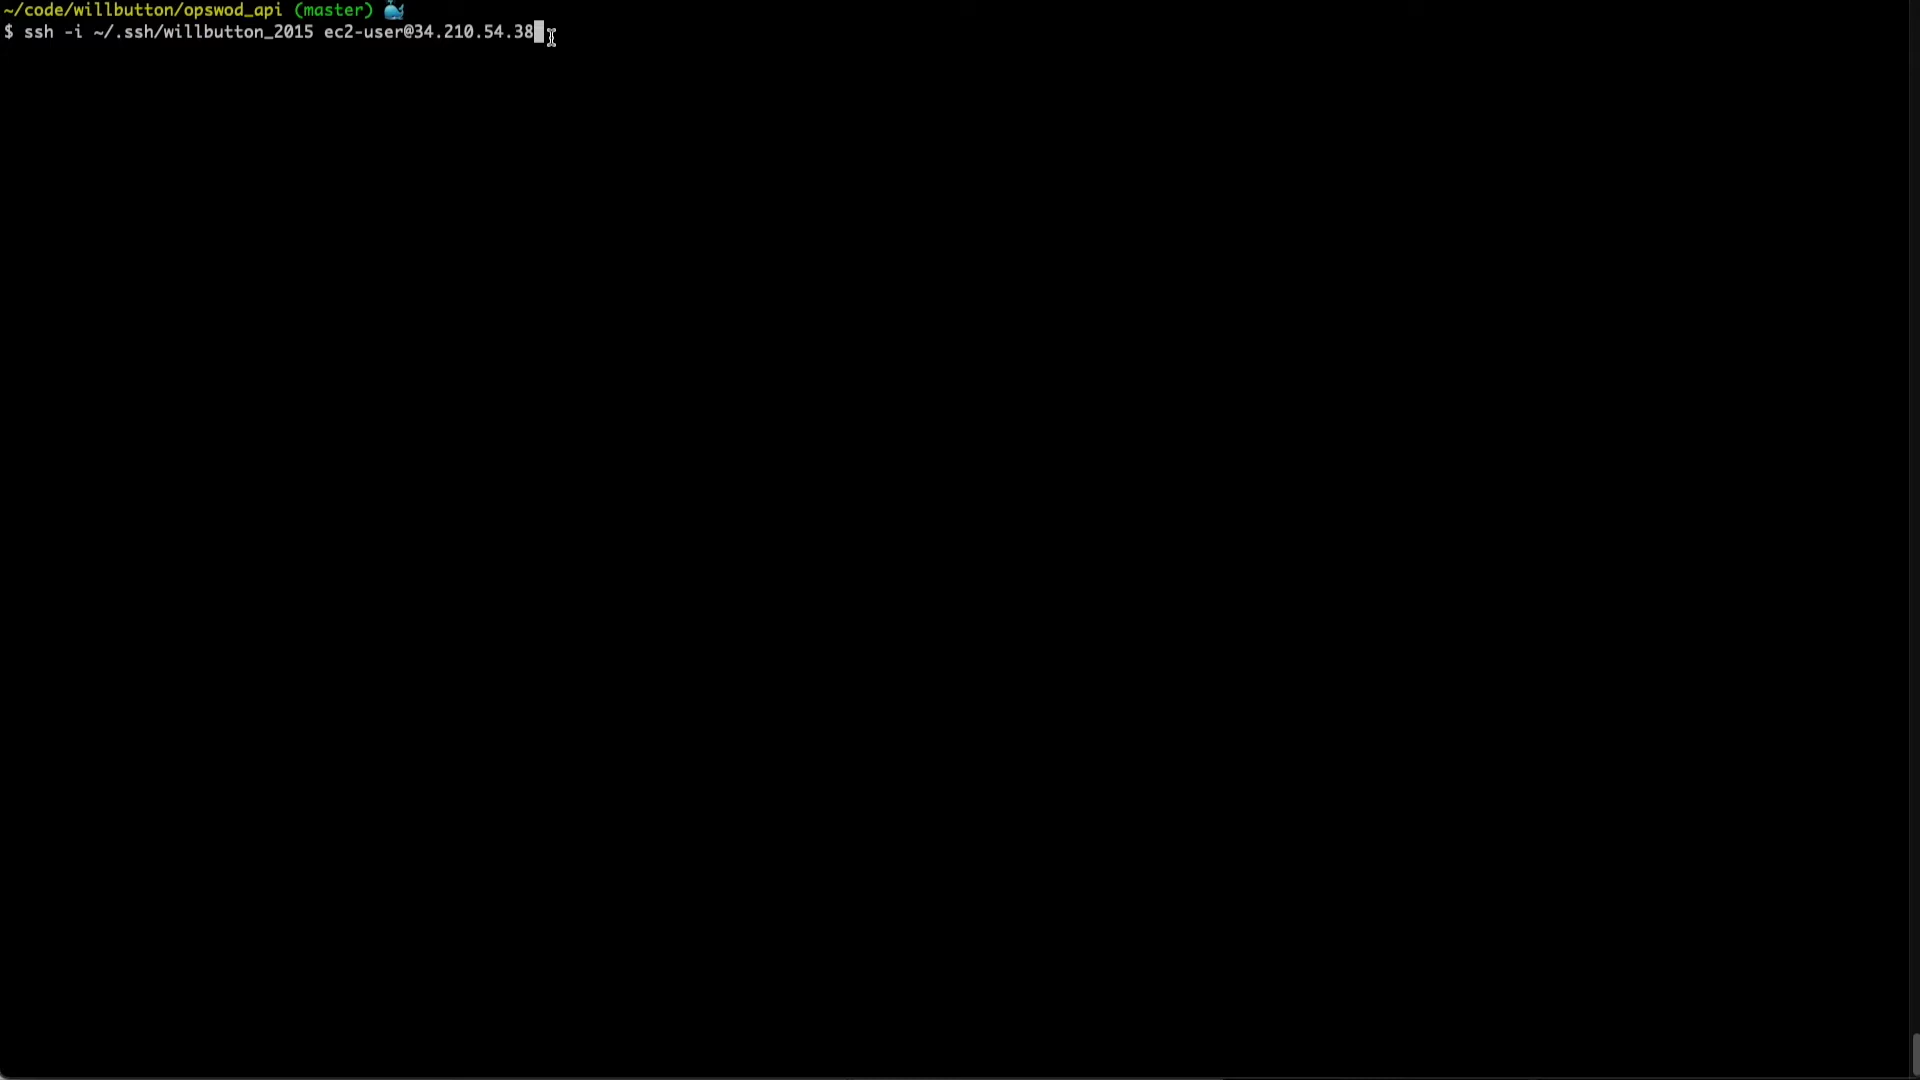 ~/code/willbutton/opswod_api (master) 🐳
$ ssh -i ~/.ssh/willbutton_2015 ec2-user@34.210.54.38